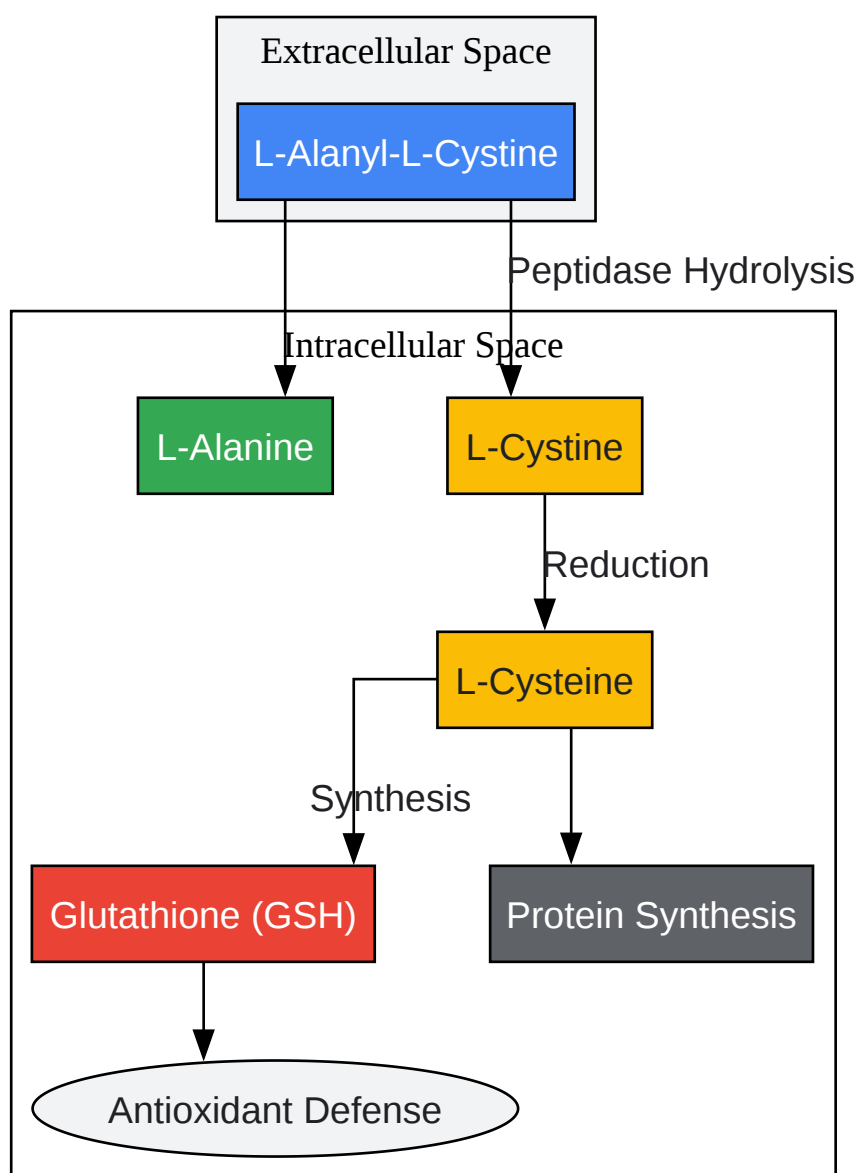 Extracellular Space
L-Alanyl-L-Cystine
Peptidase Hydrolysis
Intracellular Space
L-Alanine
L-Cystine
Reduction
L-Cysteine
Synthesis
Glutathione (GSH)
Protein Synthesis
Antioxidant Defense